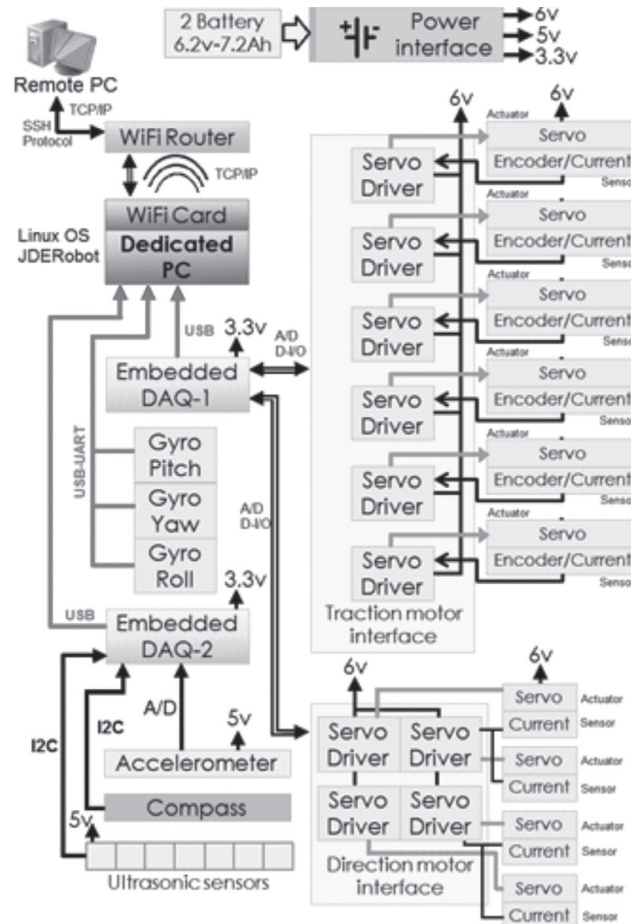 2 Battery
6.2v-7.2Ah
Power
interface
6v
5v
3.3v
Remote PC
TCP/IP
SSH
Protocol
WiFi Router
TCP/IP
WiFi Card
Linux OS
JDERobot
Dedicated
PC
USB
3.3v
A/D
D-I/O
Embedded
DAQ-1
USB-UART
Gyro
Pitch
Gyro
Yaw
Gyro
Roll
A/D
D-I/O
3.3v
USB
Embedded
DAQ-2
I2C
I2C
A/D
5v
Accelerometer
Compass
5v
Ultrasonic sensors
6v
6v
Servo
Driver
Actuator
Servo
Encoder/Current
Sensor
Servo
Driver
Actuator
Servo
Encoder/Current
Sensor
Servo
Driver
Actuator
Servo
Encoder/Current
Sensor
Servo
Driver
Actuator
Servo
Encoder/Current
Sensor
Servo
Driver
Actuator
Servo
Encoder/Current
Sensor
Servo
Driver
Actuator
Servo
Encoder/Current
Sensor
Traction motor
interface
6v
6v
Servo
Driver
Servo
Driver
Servo
Driver
Servo
Driver
Direction motor
interface
Servo
Actuator
Current
Sensor
Servo
Actuator
Current
Sensor
Servo
Actuator
Current
Sensor
Servo
Actuator
Current
Sensor